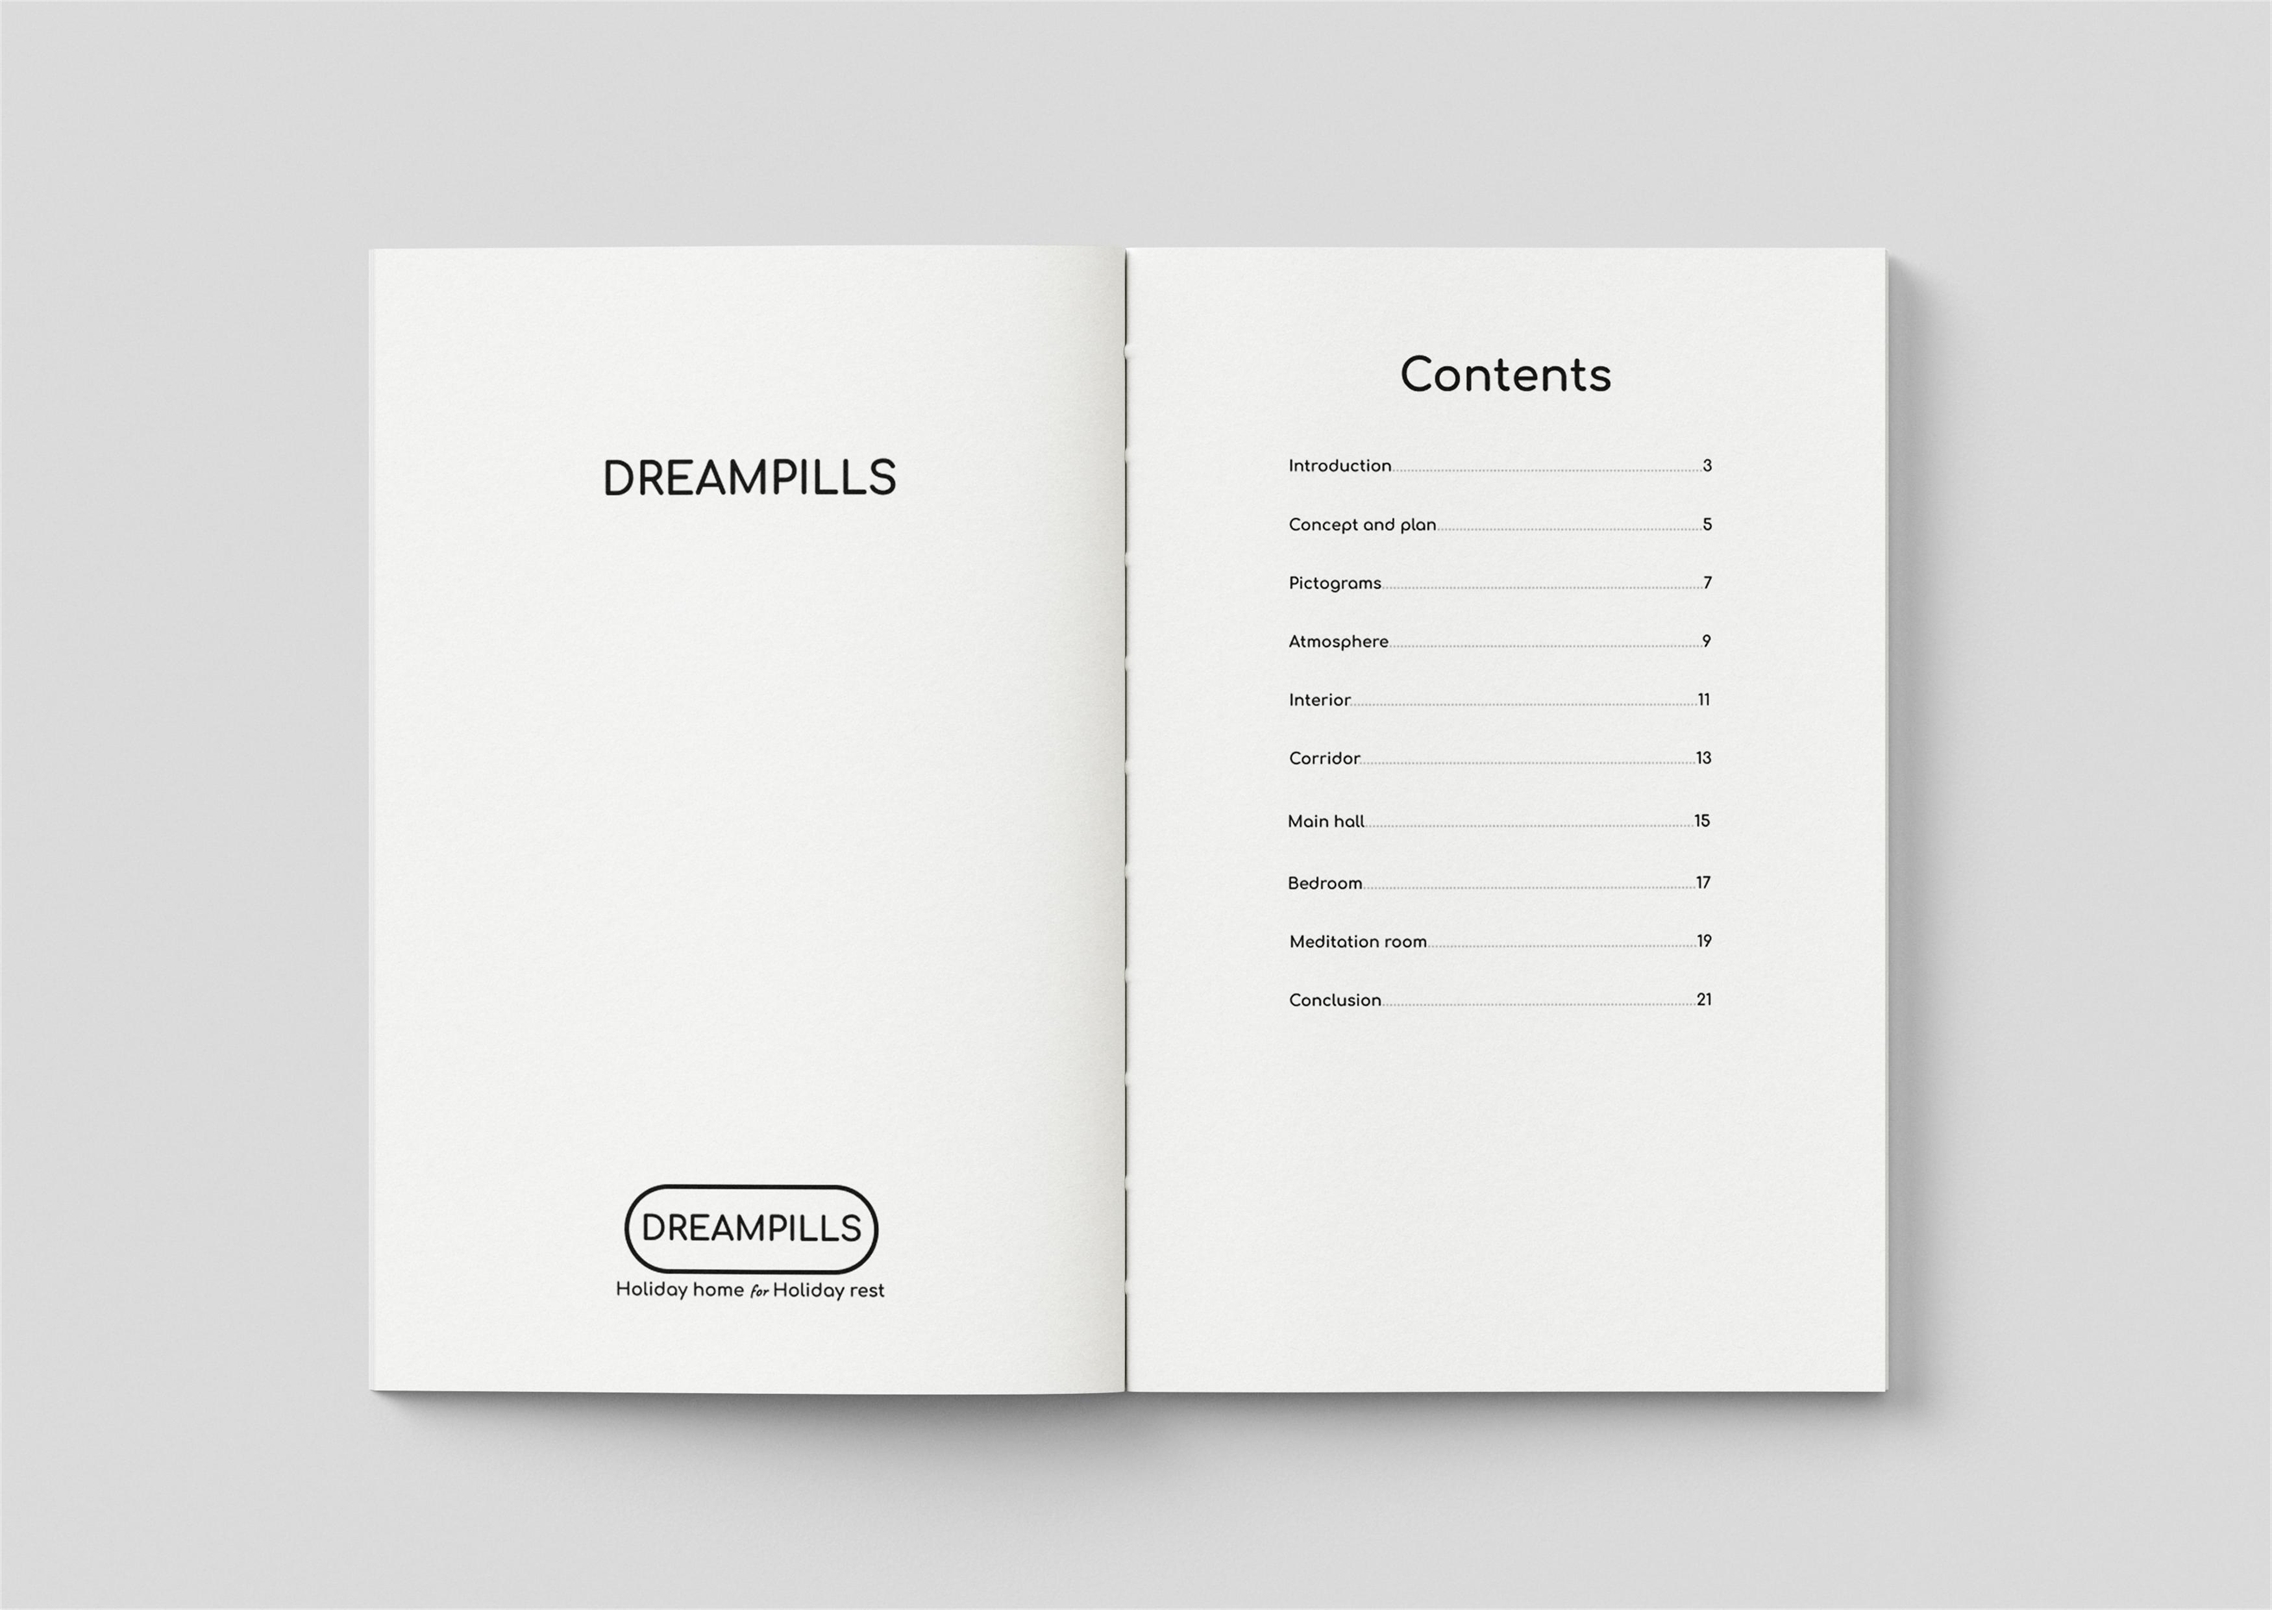 DREAMPILLS
DREAMPILLS
Holiday home for Holiday rest
Contents
Introduction 3
Concept and plan 5
Pictograms 7
Atmosphere 9
Interior 11
Corridor 13
Main hall 15
Bedroom 17
Meditation room 19
Conclusion 21